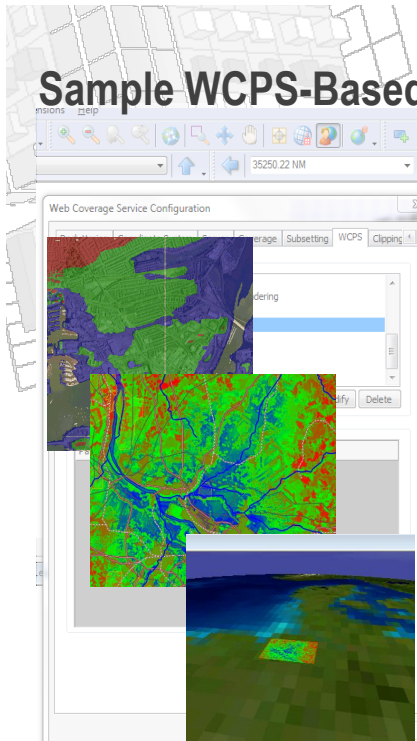 Sample WCPS-Based
ensions Help
35250.22 NM
Web Coverage Service Configuration
Coverage Subsetting WCPS Clipping
dering
dify Delete